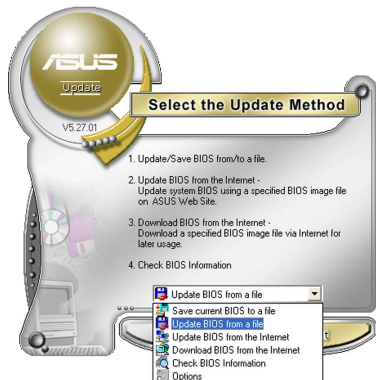 ASUS
Update
V5.27.01
Select the Update Method
1. Update/Save BIOS from/to a file.
2. Update BIOS from the Internet -
Update system BIOS using a specified BIOS image file
on ASUS Web Site.
3. Download BIOS from the Internet -
Download a specified BIOS image file via Internet for
later usage.
4. Check BIOS Information
Update BIOS from a file
Save current BIOS to a file
Update BIOS from a file
Update BIOS from the Internet
Download BIOS from the Internet
Check BIOS Information
Options